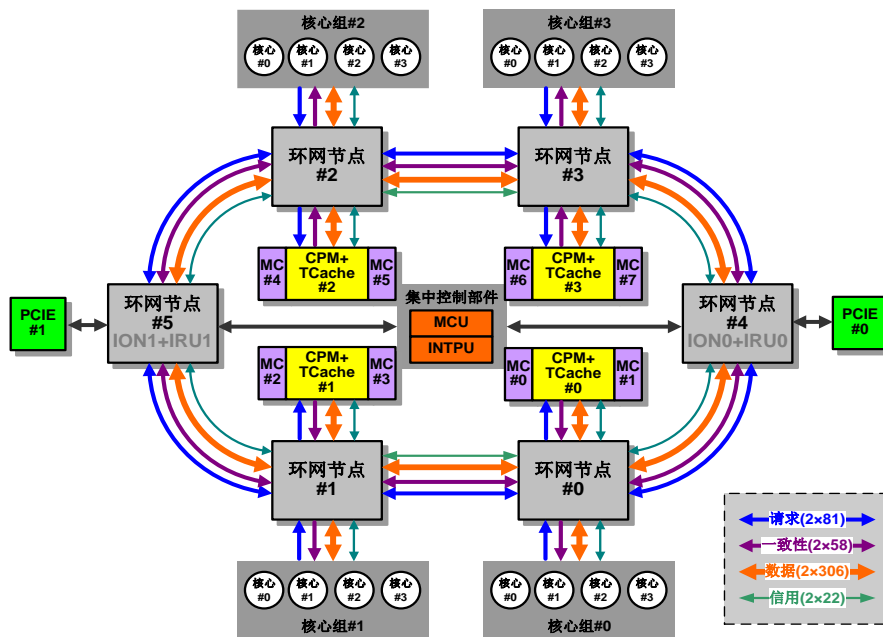 核心组#2
核心
#0
核心
#1
核心
#2
核心
#3
核心组#3
核心
#0
核心
#1
核心
#2
核心
#3
环网节点
#2
环网节点
#3
MC
#4
CPM+
TCache
#2
MC
#5
MC
#6
CPM+
TCache
#3
MC
#7
PCIE
#1
环网节点
#5
ION1+IRU1
集中控制部件
MCU
INTPU
环网节点
#4
ION0+IRU0
PCIE
#0
MC
#2
CPM+
TCache
#1
MC
#3
MC
#0
CPM+
TCache
#0
MC
#1
环网节点
#1
环网节点
#0
核心
#0
核心
#1
核心
#2
核心
#3
核心组#1
核心
#0
核心
#1
核心
#2
核心
#3
核心组#0
请求(2×81)
一致性(2×58)
数据(2×306)
信用(2×22)